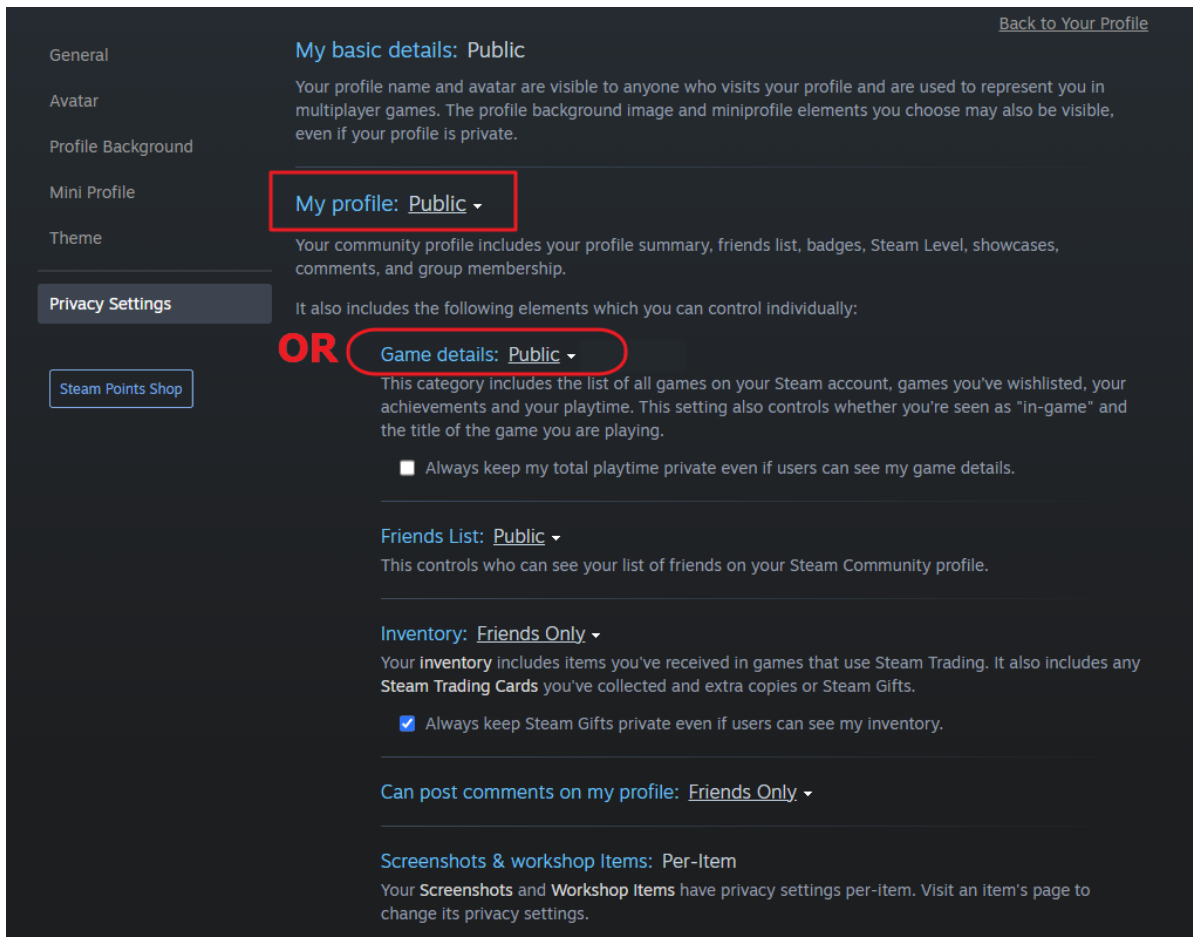 Back to Your Profile
General
Avatar
Profile Background
Mini Profile
Theme
Privacy Settings
Steam Points Shop
My basic details: Public
Your profile name and avatar are visible to anyone who visits your profile and are used to represent you in
multiplayer games. The profile background image and miniprofile elements you choose may also be visible,
even if your profile is private.
My profile: Public
Your community profile includes your profile summary, friends list, badges, Steam Level, showcases,
comments, and group membership.
It also includes the following elements which you can control individually:
OR
Game details: Public
This category includes the list of all games on your Steam account, games you've wishlisted, your
achievements and your playtime. This setting also controls whether you're seen as "in-game" and
the title of the game you are playing.
Always keep my total playtime private even if users can see my game details.
Friends List: Public
This controls who can see your list of friends on your Steam Community profile.
Inventory: Friends Only
Your inventory includes items you've received in games that use Steam Trading. It also includes any
Steam Trading Cards you've collected and extra copies or Steam Gifts.
Always keep Steam Gifts private even if users can see my inventory.
Can post comments on my profile: Friends Only
Screenshots & workshop Items: Per-Item
Your Screenshots and Workshop Items have privacy settings per-item. Visit an item's page to
change its privacy settings.